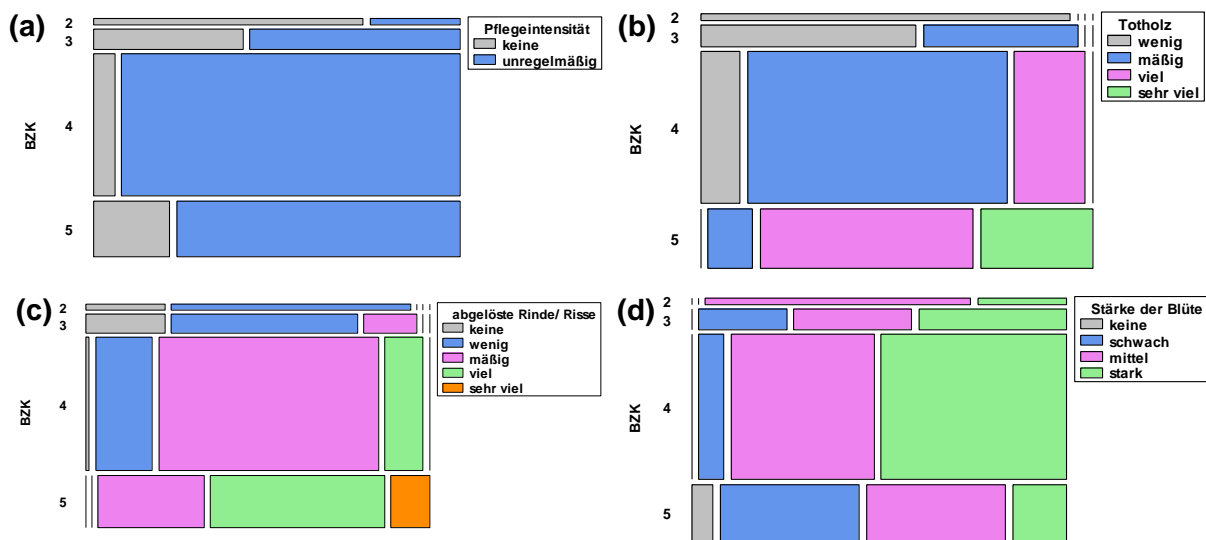 (a)
BZK
2
3
4
5
Pflegeintensität
keine
unregelmäßig
(b)
BZK
2
3
4
5
Totholz
wenig
mäßig
viel
sehr viel
(c)
BZK
2
3
4
5
abgelöste Rinde/ Risse
keine
wenig
mäßig
viel
sehr viel
(d)
BZK
2
3
4
5
Stärke der Blüte
keine
schwach
mittel
stark